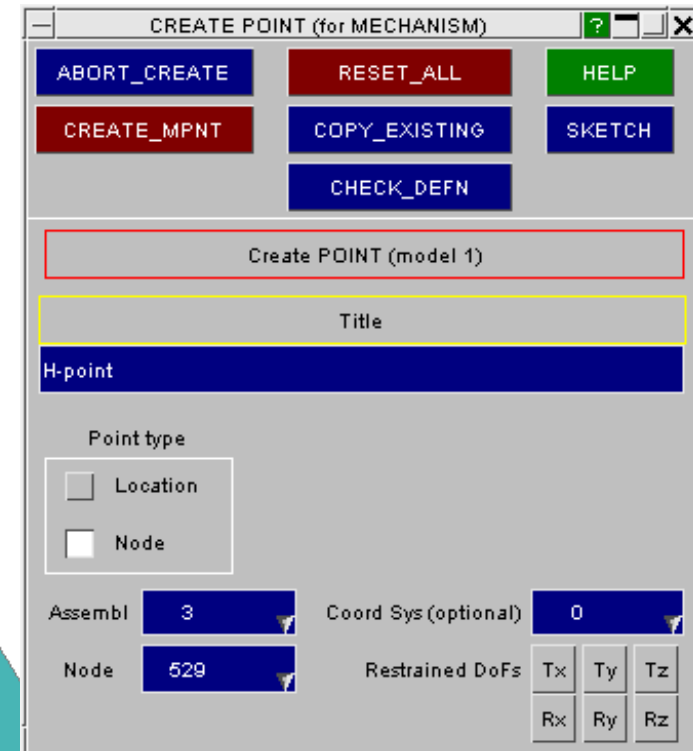 CREATE POINT (for MECHANISM) ?
ABORT_CREATE RESET_ALL HELP
CREATE_MPNT COPY_EXISTING SKETCH
CHECK_DEFN
Create POINT (model 1)
Title
H-point
Point type
Location
Node
Assembl 3 Coord Sys (optional) 0
Node 529 Restrained DoFs Tx Ty Tz
Rx Ry Rz